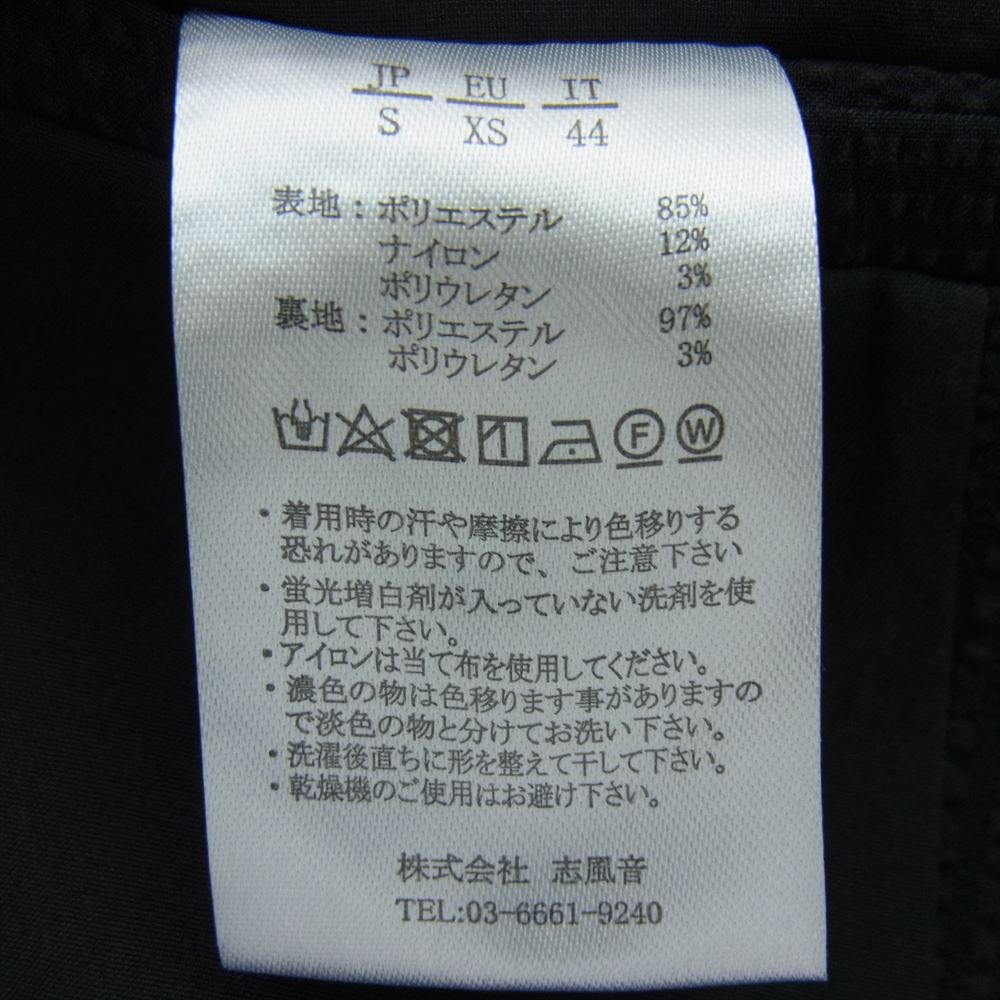 JP EU IT
S XS 44
表地：ポリエステル 85%
ナイロン 12%
ポリウレタン 3%
裏地：ポリエステル 97%
ポリウレタン 3%
F W
・着用時の汗や摩擦により色移りする
恐れがありますので、ご注意下さい
・蛍光増白剤が入っていない洗剤を使
用して下さい。
・アイロンは当て布を使用してください。
・濃色の物は色移ります事がありますの
で淡色の物と分けてお洗い下さい。
・洗濯後直ちに形を整えて干して下さい。
・乾燥機のご使用はお避け下さい。
株式会社 志風音
TEL:03-6661-9240